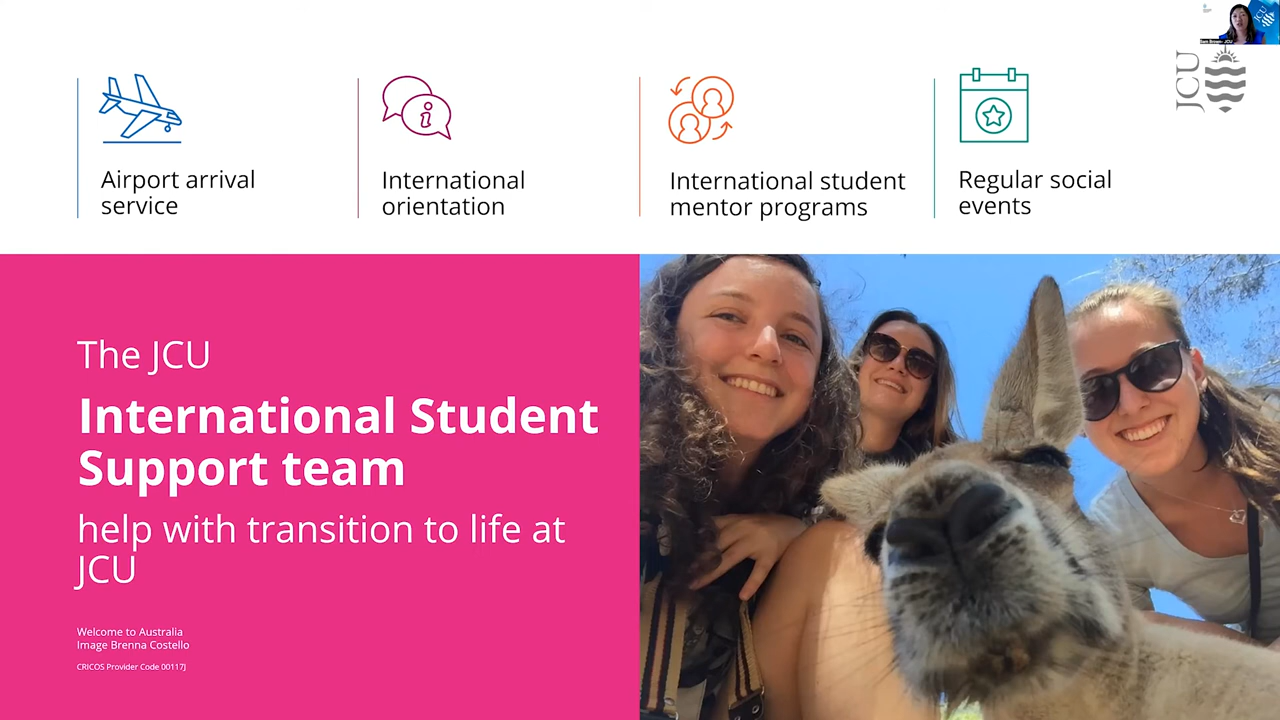 Airport arrival
service
International
orientation
International student
mentor programs
Regular social
events
JCU
The JCU
International Student
Support team
help with transition to life at
JCU
Welcome to Australia
Image Brenna Costello
CRICOS Provider Code 00117J